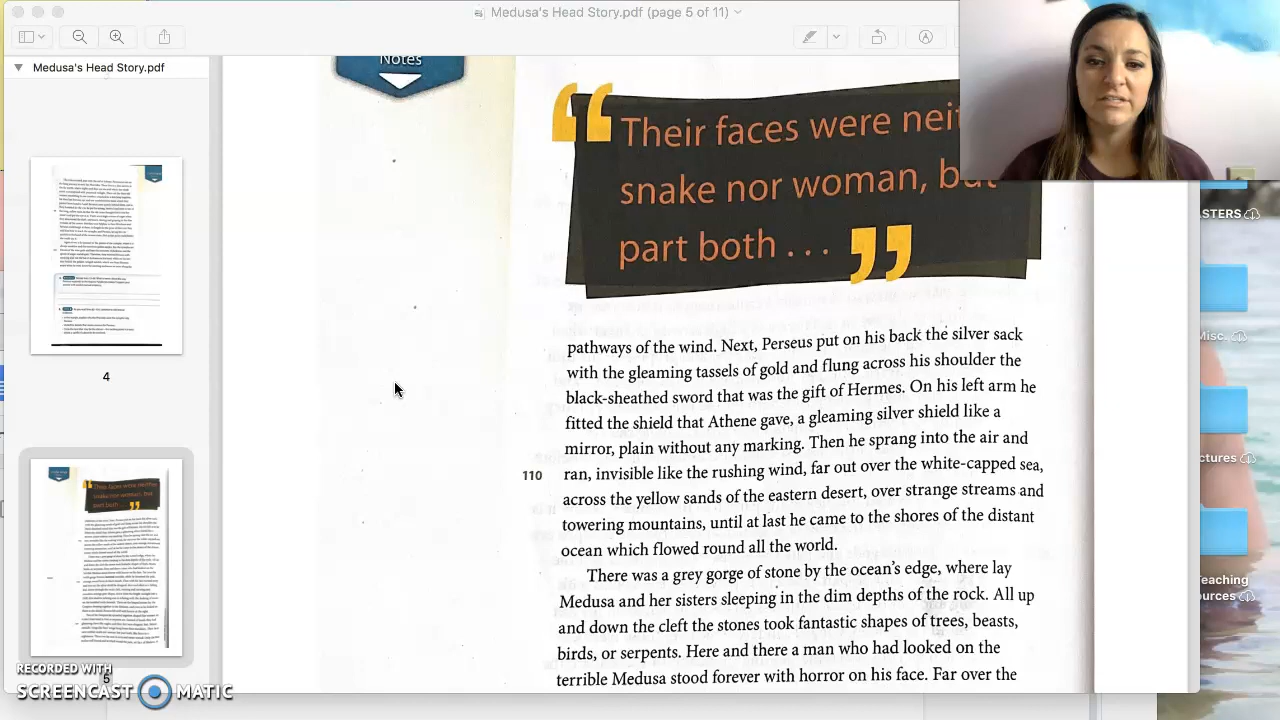 Medusa's Head Story.pdf (page 5 of 11)
Medusa's Head Story.pdf
4
Notes
“Their faces were
snake nor woman,
part both . . . ”
pathways of the wind. Next, Perseus put on his back the silver sack
with the gleaming tassels of gold and flung across his shoulder the
black-sheathed sword that was the gift of Hermes. On his left arm he
fitted the shield that Athene gave, a gleaming silver shield like a
mirror, plain without any marking. Then he sprang into the air and
110 ran, invisible like the rushing wind, far out over the white-capped sea,
across the yellow sands of the eastern desert, over strange streams and
towering mountains, until at last he came to the shores of the distant
ocean which flowed round all the world.
There was a grey gorge of stone by the ocean's edge, where lay
Medusa and her sisters sleeping in the dim depths of the rock. All up
down the cleft the stones took fantastic shapes of trees, beasts,
birds, or serpents. Here and there a man who had looked on the
terrible Medusa stood forever with horror on his face. Far over the
STERS
Misc.
ctures
eaching
ources
RECORDED WITH
SCREENCAST MATIC